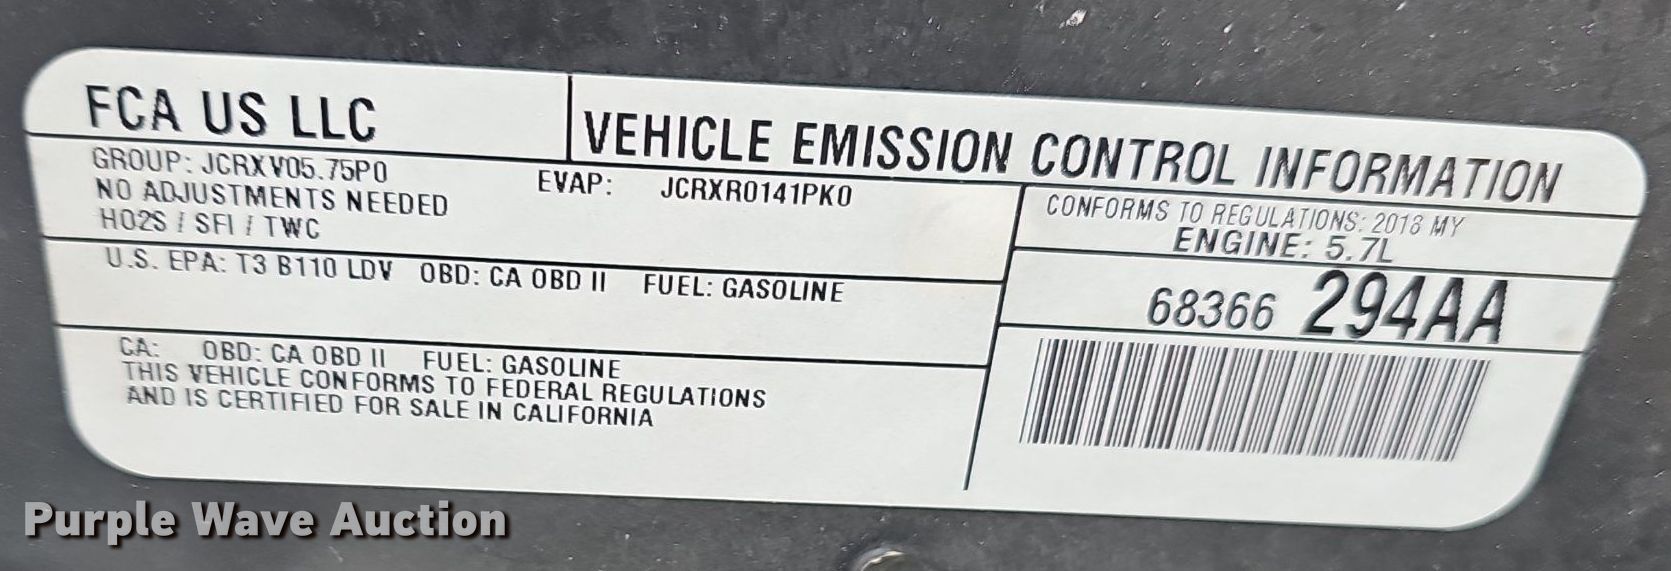 FCA US LLC
VEHICLE EMISSION CONTROL INFORMATION
GROUP: JCRXV05.75P0
EVAP: JCRXR0141PK0
NO ADJUSTMENTS NEEDED
HO2S / SFI / TWC
CONFORMS TO REGULATIONS: 2018 MY
ENGINE: 5.7L
U.S. EPA: T3 B110 LDV OBD: CA OBD II FUEL: GASOLINE
68366 294AA
CA: OBD: CA OBD II FUEL: GASOLINE
THIS VEHICLE CONFORMS TO FEDERAL REGULATIONS
AND IS CERTIFIED FOR SALE IN CALIFORNIA
Purple Wave Auction